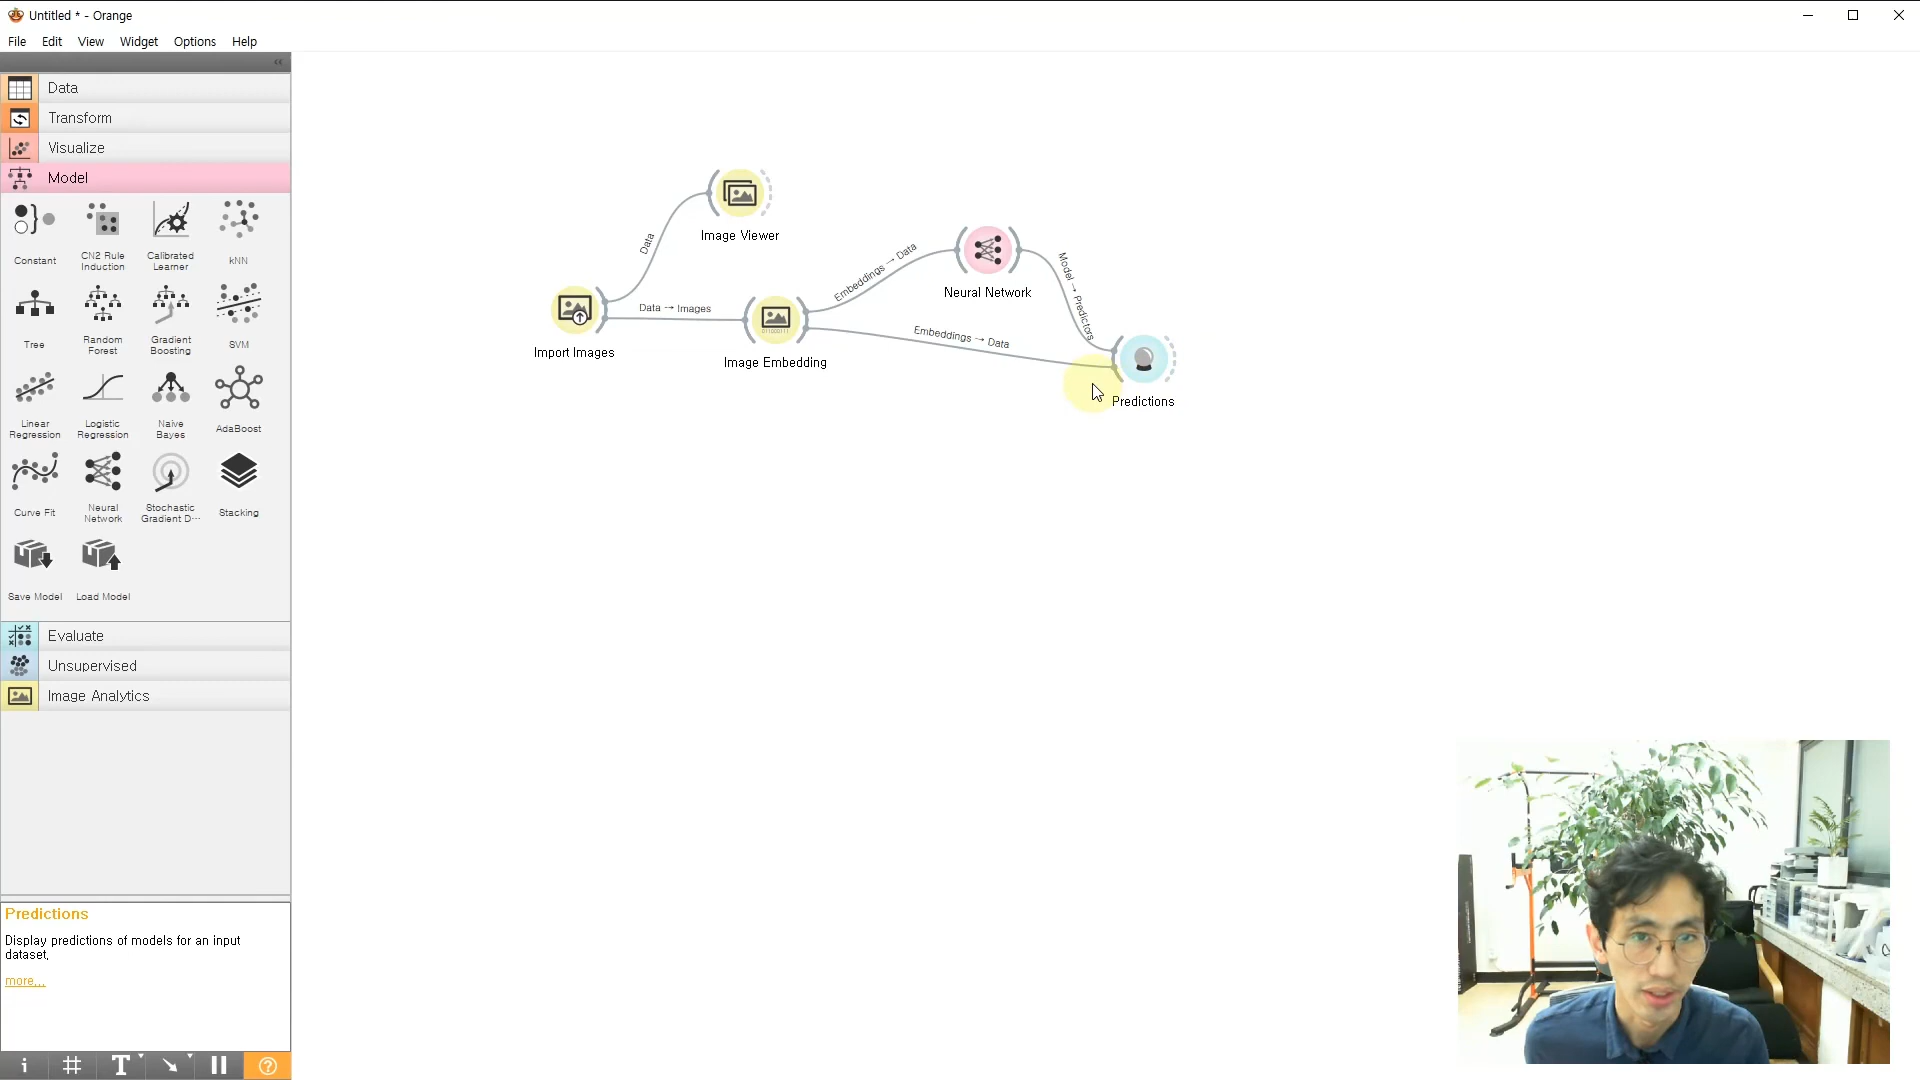 Untitled * - Orange
File Edit View Widget Options Help
Data
Transform
Visualize
Model
Constant
CN2 Rule
Induction
Calibrated
Learner
kNN
Tree
Random
Forest
Gradient
Boosting
SVM
Linear
Regression
Logistic
Regression
Naive
Bayes
AdaBoost
Curve Fit
Neural
Network
Stochastic
Gradient D···
Stacking
Save Model
Load Model
Evaluate
Unsupervised
Image Analytics
Predictions
Display predictions of models for an input
dataset.
more...
Image Viewer
Data
Import Images
Data → Images
Image Embedding
Embeddings → Data
Neural Network
Model → Predictors
Embeddings → Data
Predictions